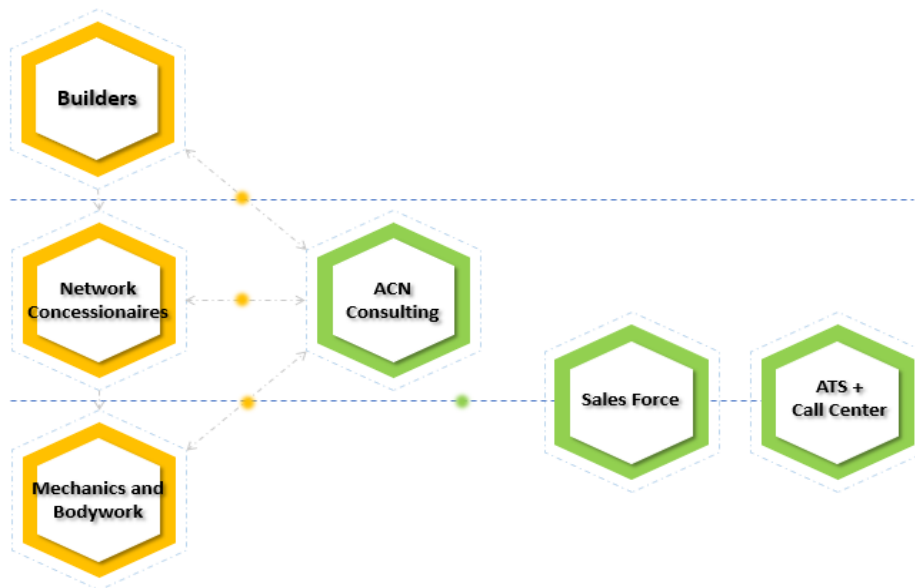 Builders
Network
Concessionaires
ACN
Consulting
Sales Force
ATS +
Call Center
Mechanics and
Bodywork